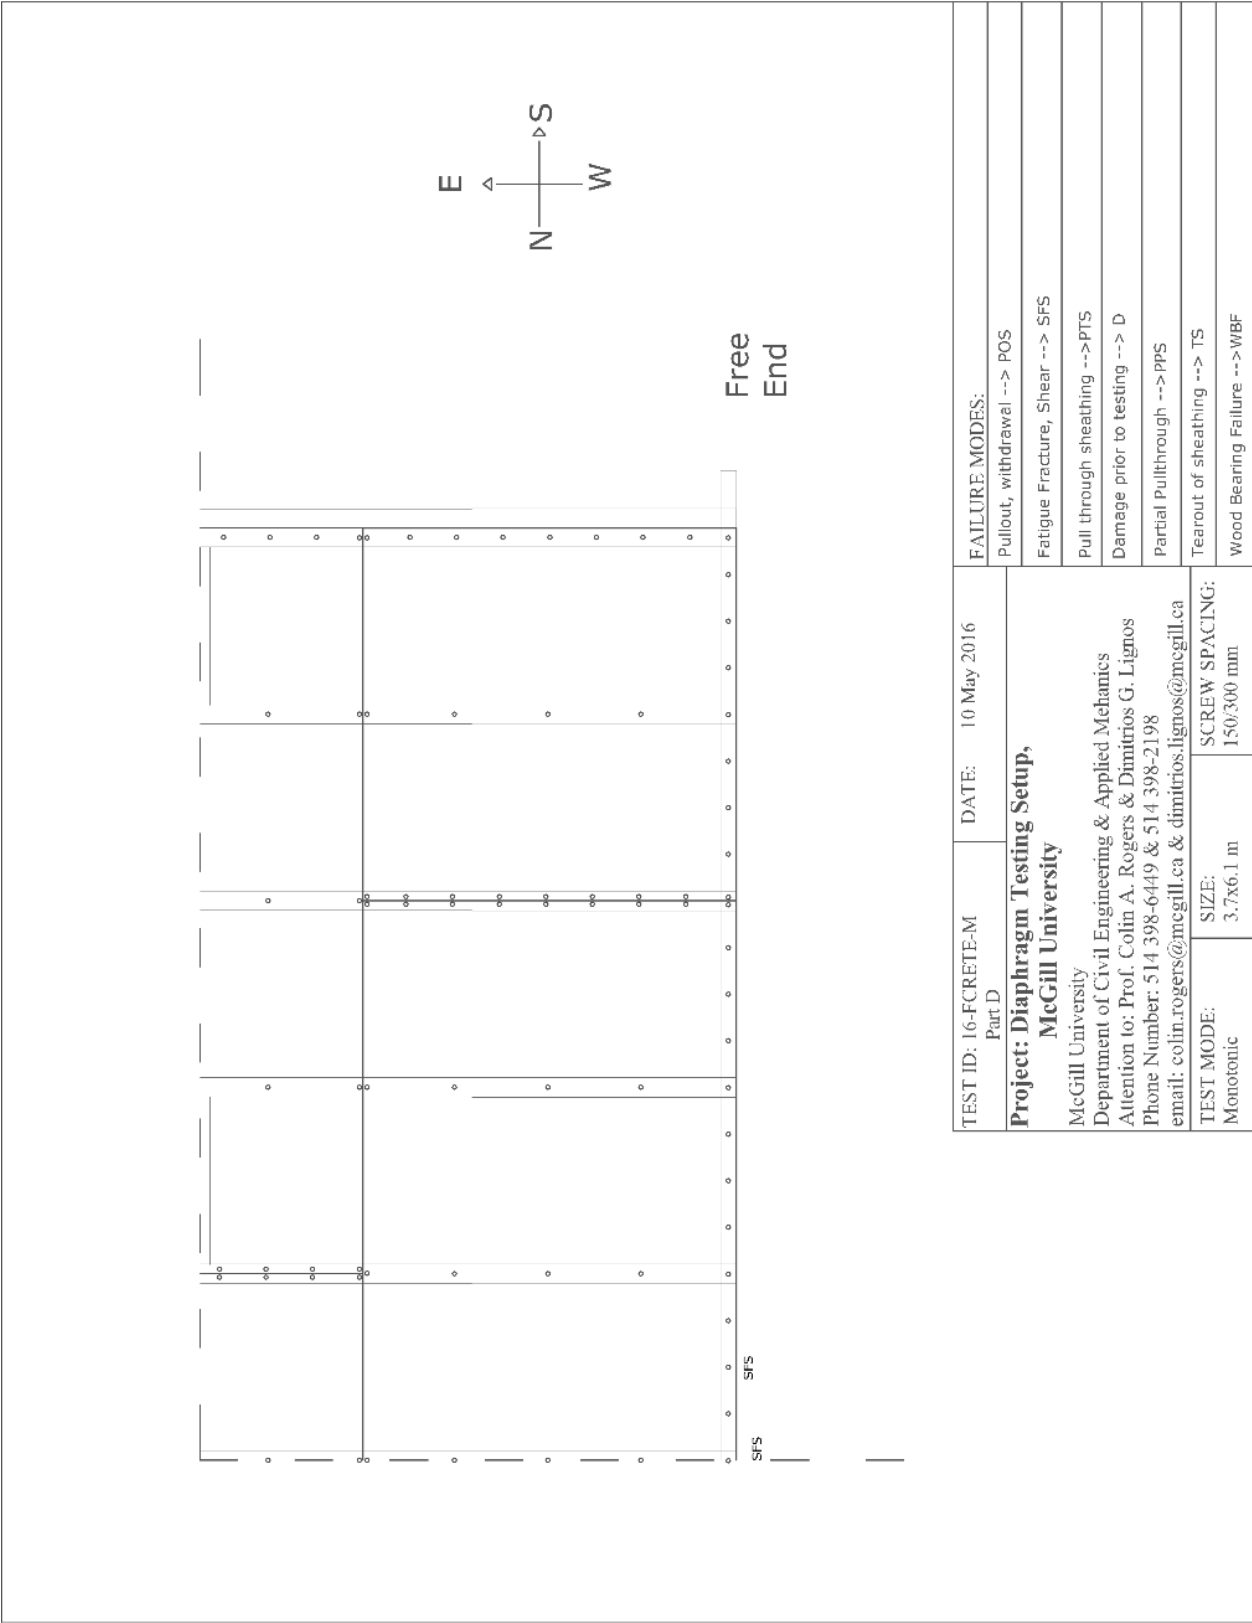 E
N
S
W
Free
End
SFS
SFS
TEST ID: 16-FCRETE-M
Part D
DATE: 10 May 2016
Project: Diaphragm Testing Setup,
McGill University
McGill University
Department of Civil Engineering & Applied Mehanics
Attention to: Prof. Colin A. Rogers & Dimitrios G. Lignos
Phone Number: 514 398-6449 & 514 398-2198
email: colin.rogers@mcgill.ca & dimitrios.lignos@mcgill.ca
TEST MODE:
Monotonic
SIZE:
3.7x6.1 m
SCREW SPACING:
150/300 mm
FAILURE MODES:
Pullout, withdrawal --> POS
Fatigue Fracture, Shear --> SFS
Pull through sheathing -->PTS
Damage prior to testing --> D
Partial Pullthrough -->PPS
Tearout of sheathing --> TS
Wood Bearing Failure -->WBF